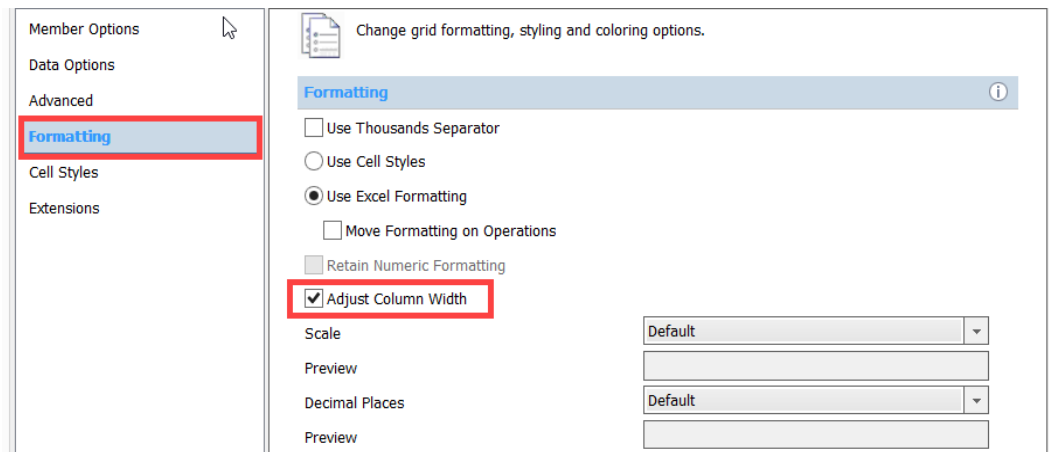 Member Options
Data Options
Advanced
Formatting
Cell Styles
Extensions
Change grid formatting, styling and coloring options.
Formatting
Use Thousands Separator
Use Cell Styles
Use Excel Formatting
Move Formatting on Operations
Retain Numeric Formatting
Adjust Column Width
Scale Default
Preview
Decimal Places Default
Preview